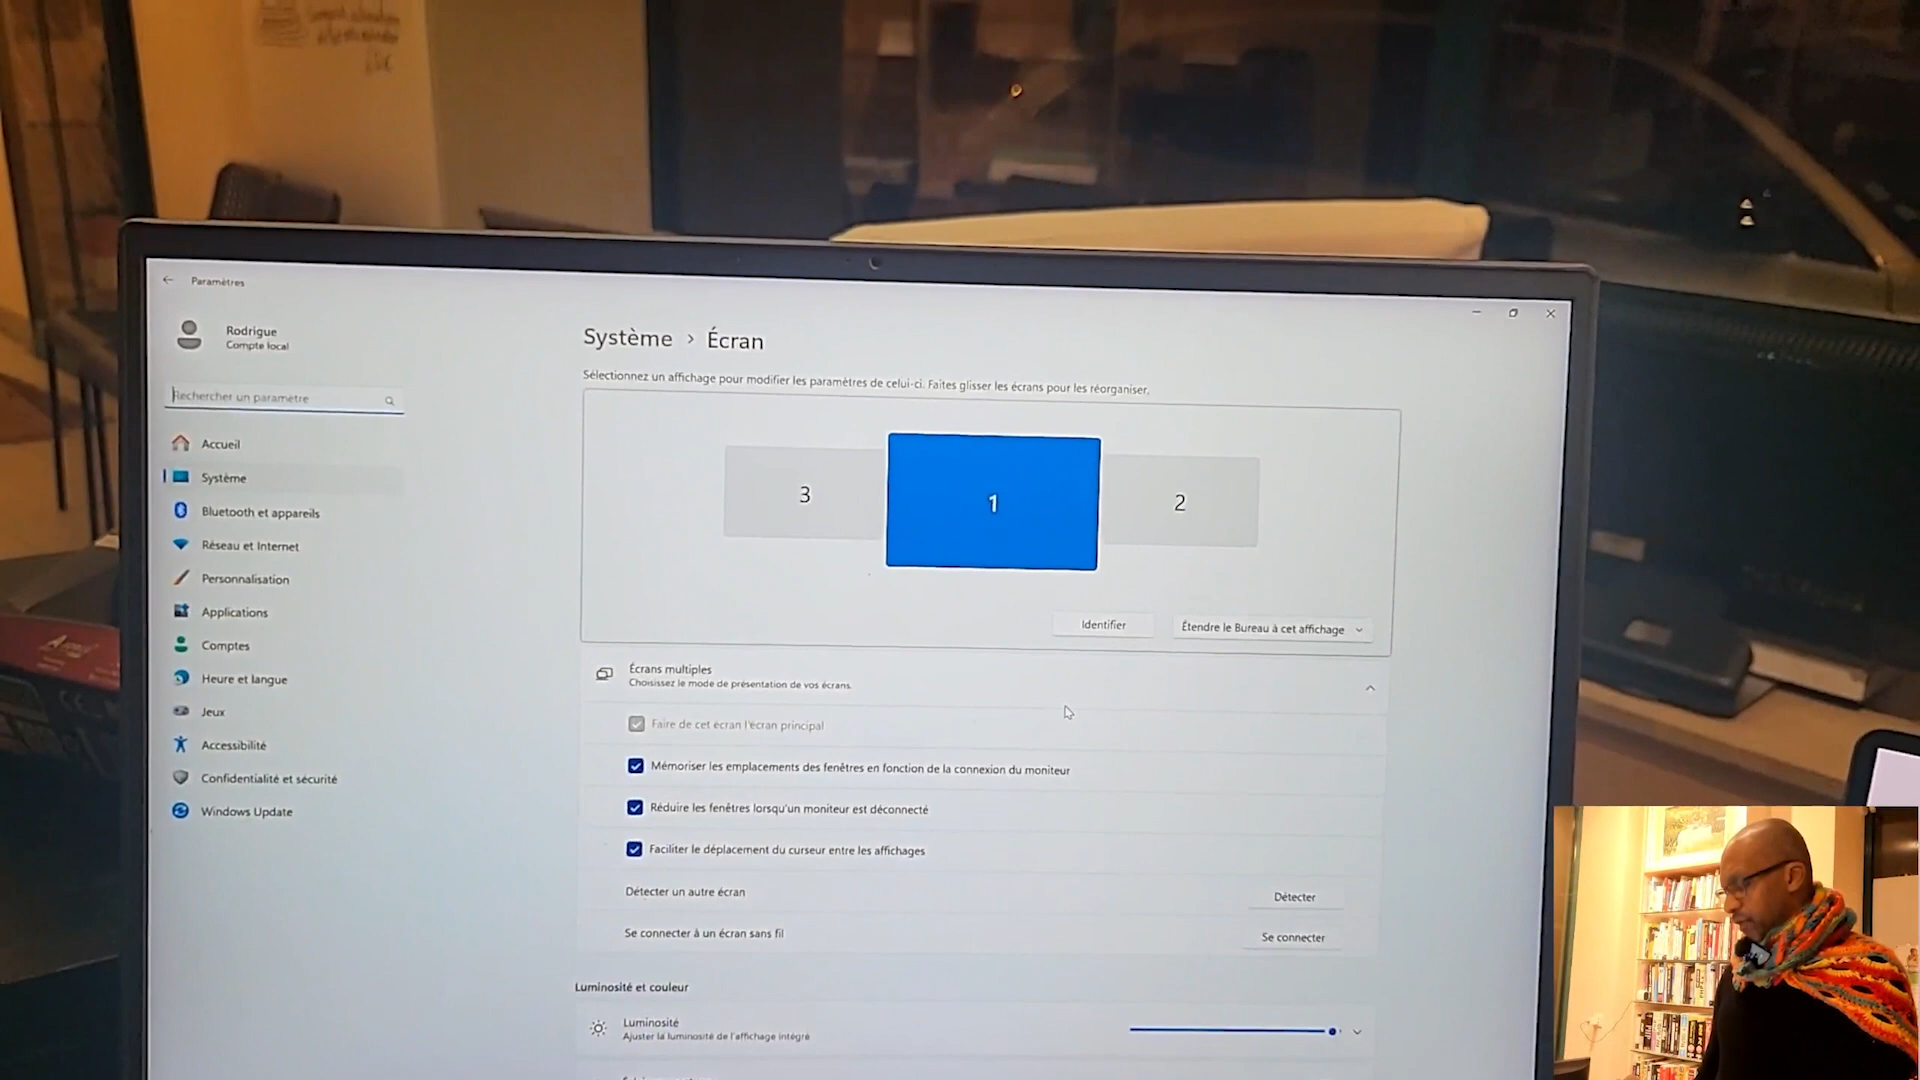 Paramètres
Rodrigue
Compte local
Rechercher un paramètre
Accueil
Système
Bluetooth et appareils
Réseau et Internet
Personnalisation
Applications
Comptes
Heure et langue
Jeux
Accessibilité
Confidentialité et sécurité
Windows Update
Système > Écran
Sélectionnez un affichage pour modifier les paramètres de celui-ci. Faites glisser les écrans pour les réorganiser.
3
1
2
Identifier
Étendre le Bureau à cet affichage
Écrans multiples
Choisissez le mode de présentation de vos écrans.
Faire de cet écran l'écran principal
Mémoriser les emplacements des fenêtres en fonction de la connexion du moniteur
Réduire les fenêtres lorsqu'un moniteur est déconnecté
Faciliter le déplacement du curseur entre les affichages
Détecter un autre écran
Détecter
Se connecter à un écran sans fil
Se connecter
Luminosité et couleur
Luminosité
Ajuster la luminosité de l'affichage intégré